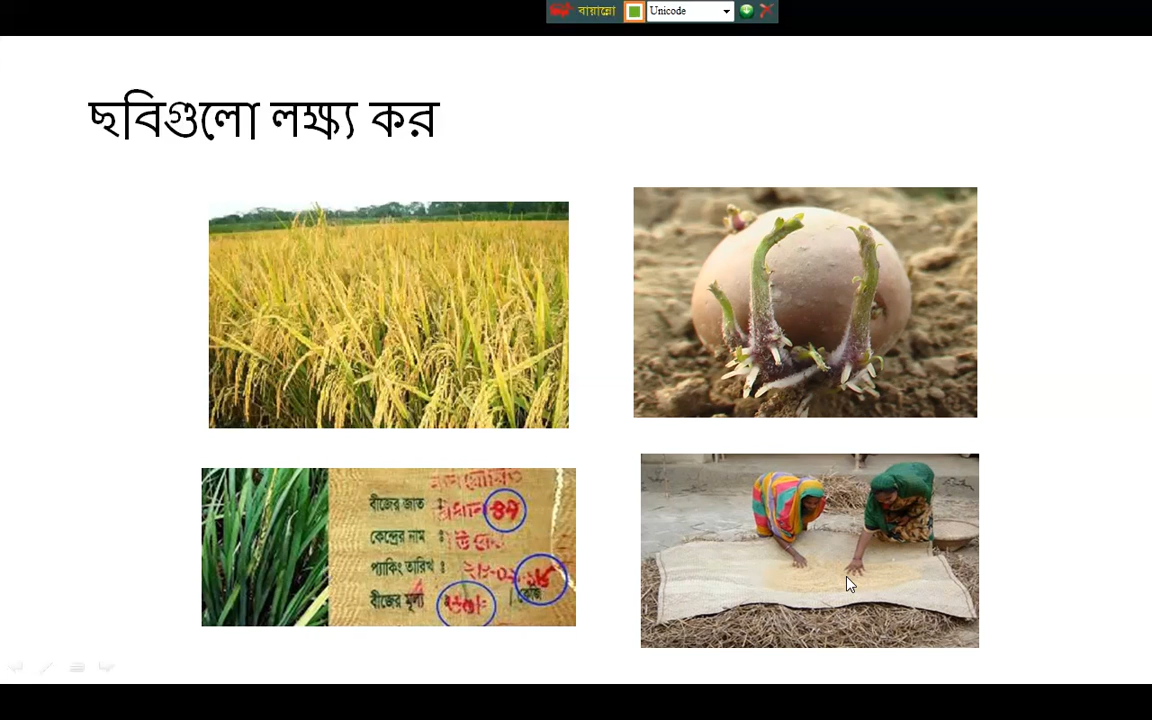 বায়ান্নো Unicode
ছবিগুলো লক্ষ্য কর
বীজের জাত :
কেন্দ্রের নাম :
প্যাকিং তারিখ :
বীজের মূল্য কেজি